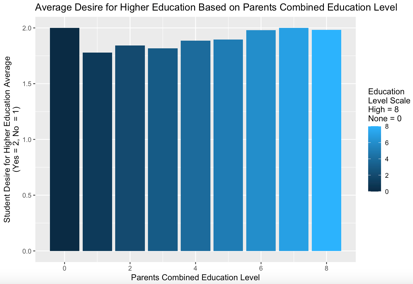 Average Desire for Higher Education Based on Parents Combined Education Level
Student Desire for Higher Education Average
(Yes = 2, No = 1)
2.0
1.5
1.0
0.5
0.0
0 2 4 6 8
Parents Combined Education Level
Education
Level Scale
High = 8
None = 0
8
6
4
2
0